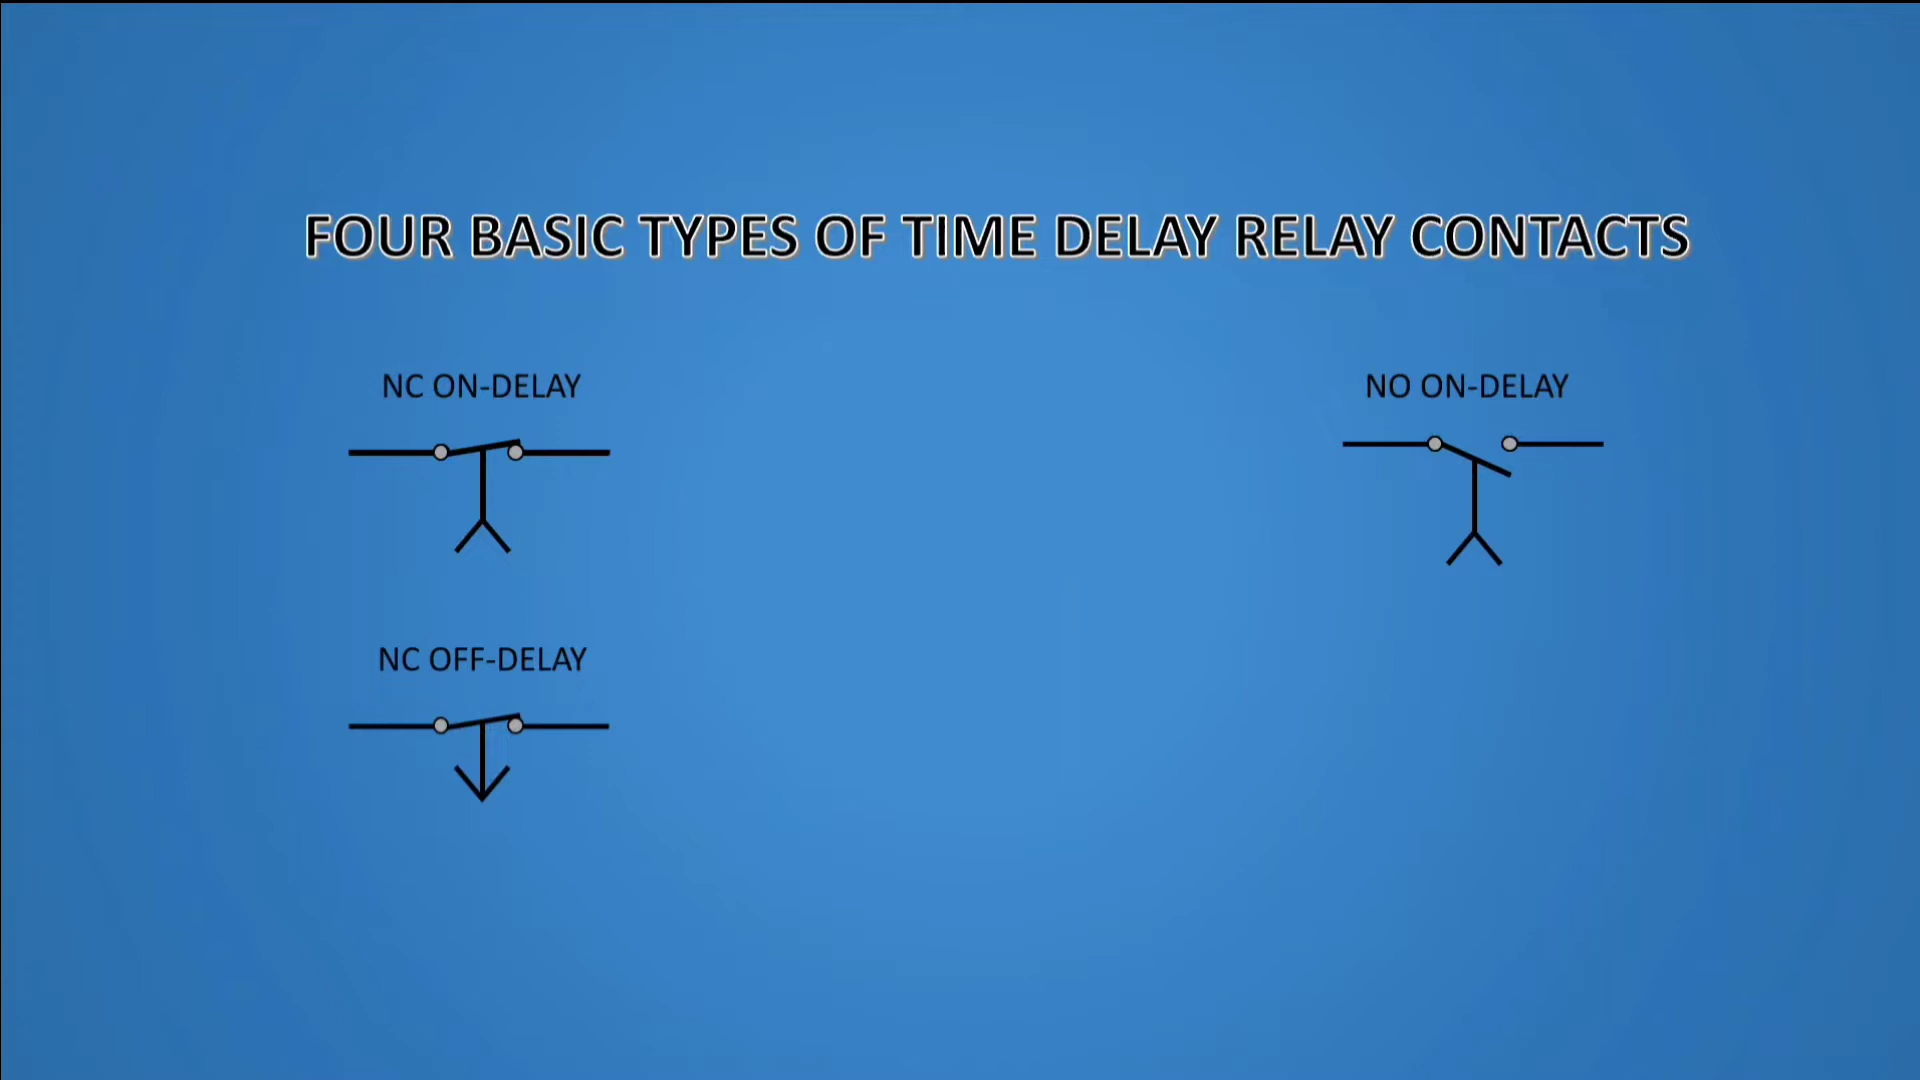 FOUR BASIC TYPES OF TIME DELAY RELAY CONTACTS
NC ON-DELAY
NO ON-DELAY
NC OFF-DELAY